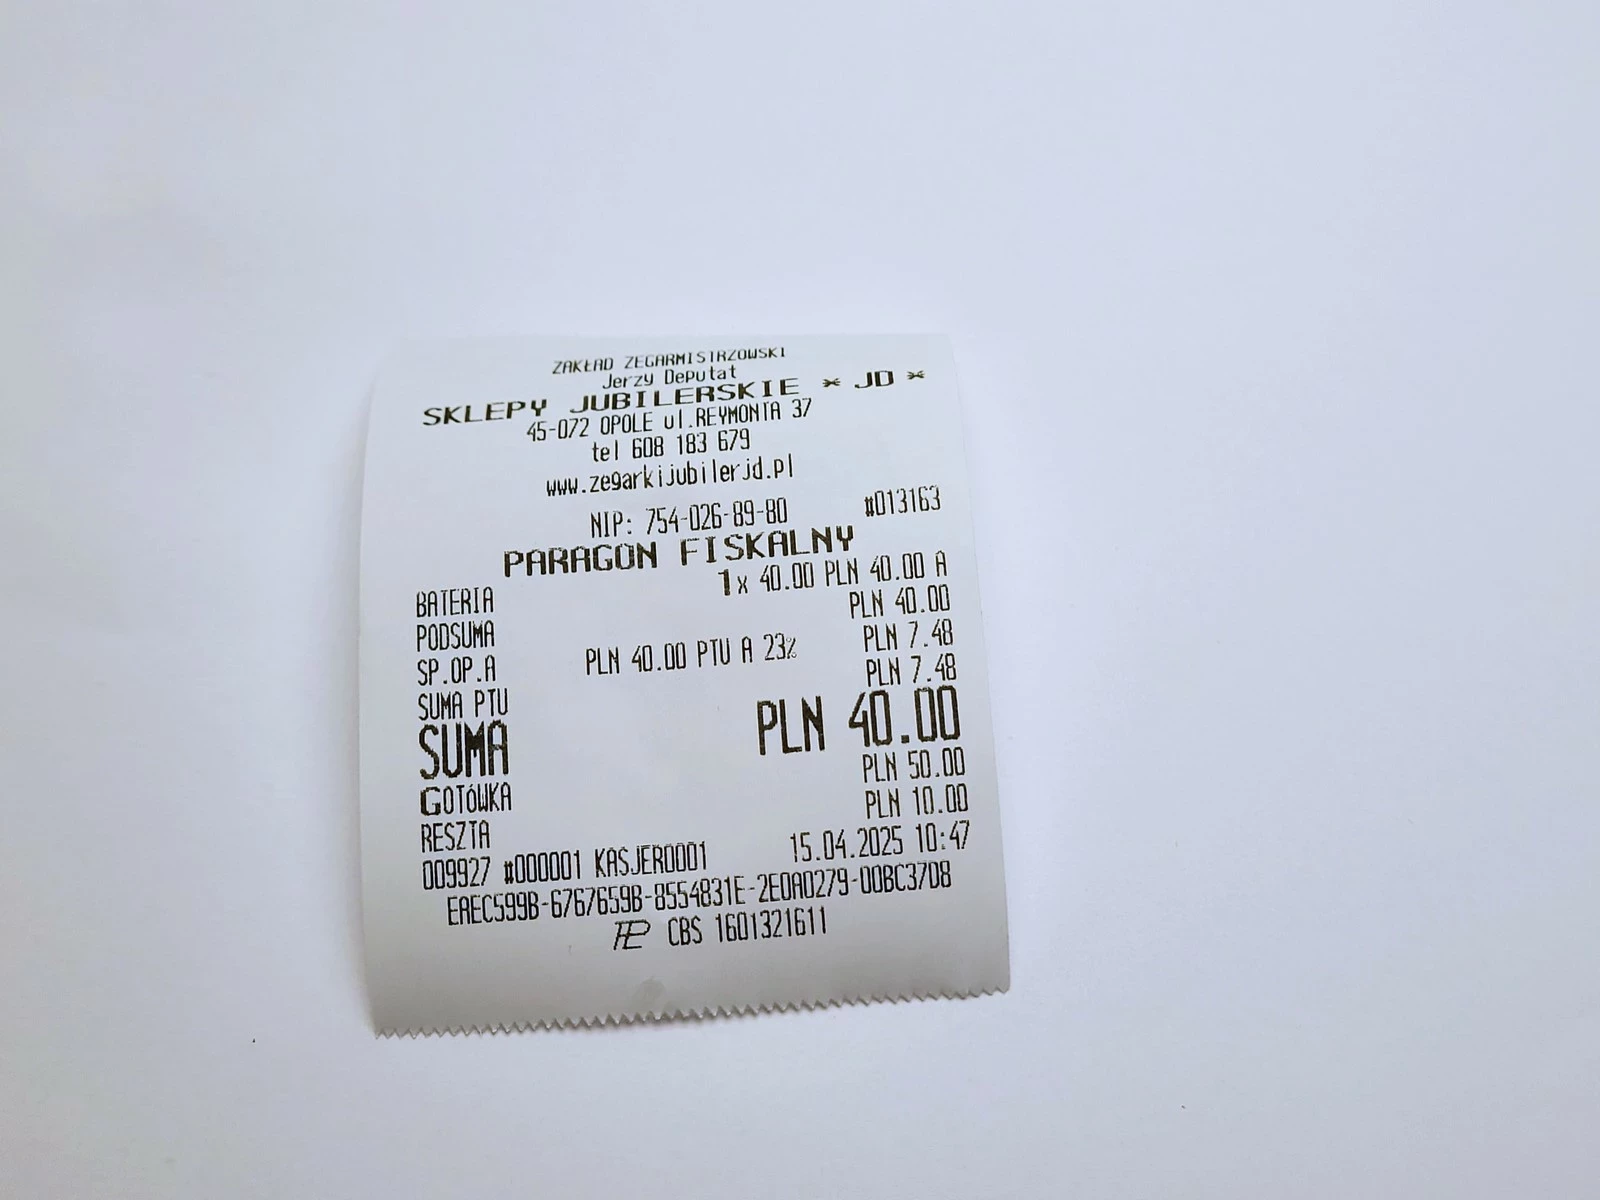 ZAKŁAD ZEGARMISTRZOWSKI
Jerzy Deputat
SKLEPY JUBILERSKIE * JD *
45-072 OPOLE ul.REYMONTA 37
tel 608 183 679
www.zegarkijubilerjd.pl
NIP: 754-026-89-80 #013163
PARAGON FISKALNY
BATERIA 1x 40.00 PLN 40.00 A
PODSUMA PLN 40.00
SP.OP.A PLN 40.00 PTU A 23% PLN 7.48
SUMA PTU PLN 7.48
SUMA PLN 40.00
GOTÓWKA PLN 50.00
RESZTA PLN 10.00
009927 #000001 KASJER0001 15.04.2025 10:47
EAEC599B-6767659B-8554831E-2E0A0279-00BC37D8
CBS 1601321611